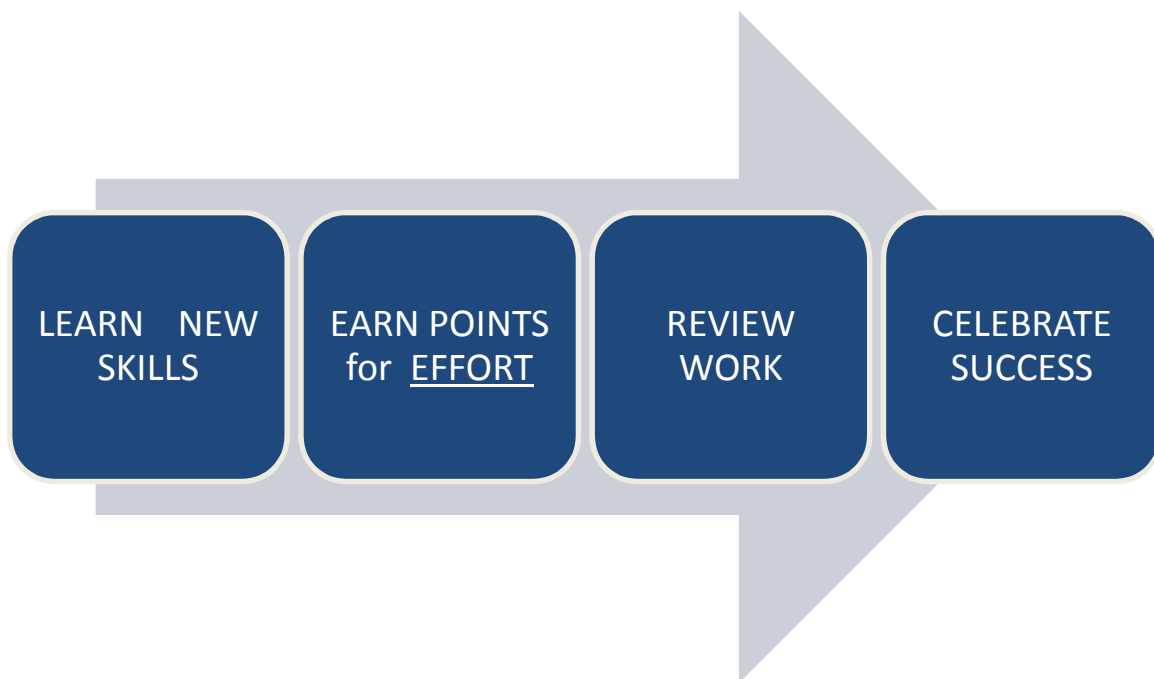 LEARN NEW
SKILLS
EARN POINTS
for EFFORT
REVIEW
WORK
CELEBRATE
SUCCESS